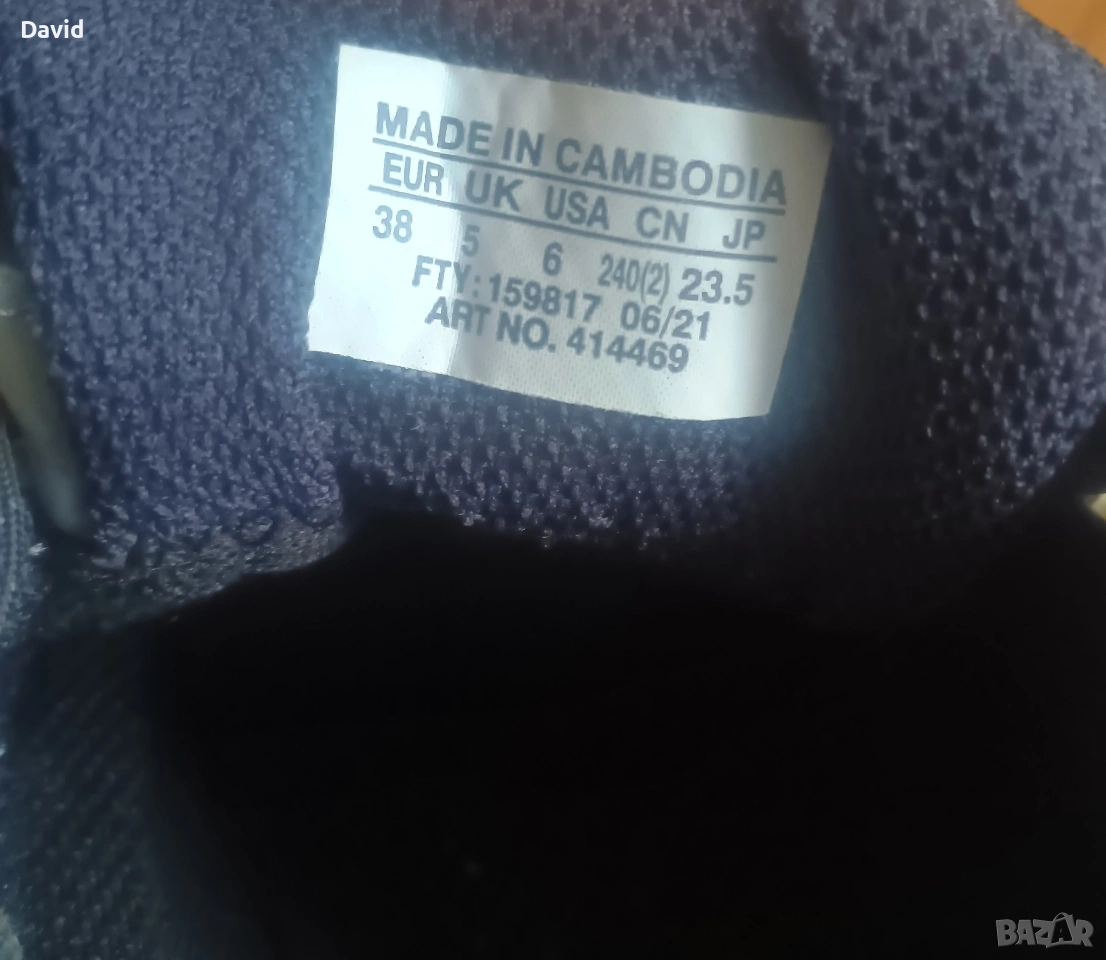 David
MADE IN CAMBODIA
EUR UK USA CN JP
38 5 6 240(2) 23.5
FTY: 159817 06/21
ART NO. 414469
BAZAR